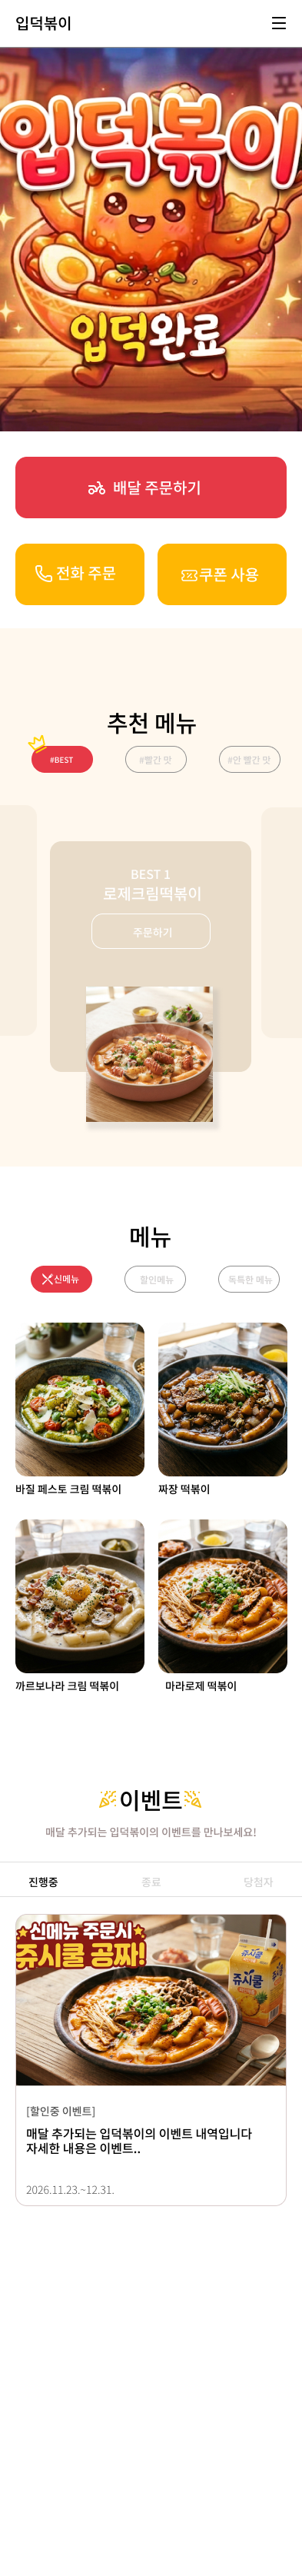 입덕볶이
입덕볶이
입덕완료
배달 주문하기
전화 주문
쿠폰 사용
추천 메뉴
#BEST
#빨간 맛
#안 빨간 맛
BEST 1
로제크림떡볶이
주문하기
메뉴
신메뉴
할인메뉴
독특한 메뉴
바질 페스토 크림 떡볶이
짜장 떡볶이
까르보나라 크림 떡볶이
마라로제 떡볶이
이벤트
매달 추가되는 입덕볶이의 이벤트를 만나보세요!
진행중
종료
당첨자
신메뉴 주문시
쥬시쿨 공짜!
쥬시쿨
[할인중 이벤트]
매달 추가되는 입덕볶이의 이벤트 내역입니다
자세한 내용은 이벤트..
2026.11.23.~12.31.